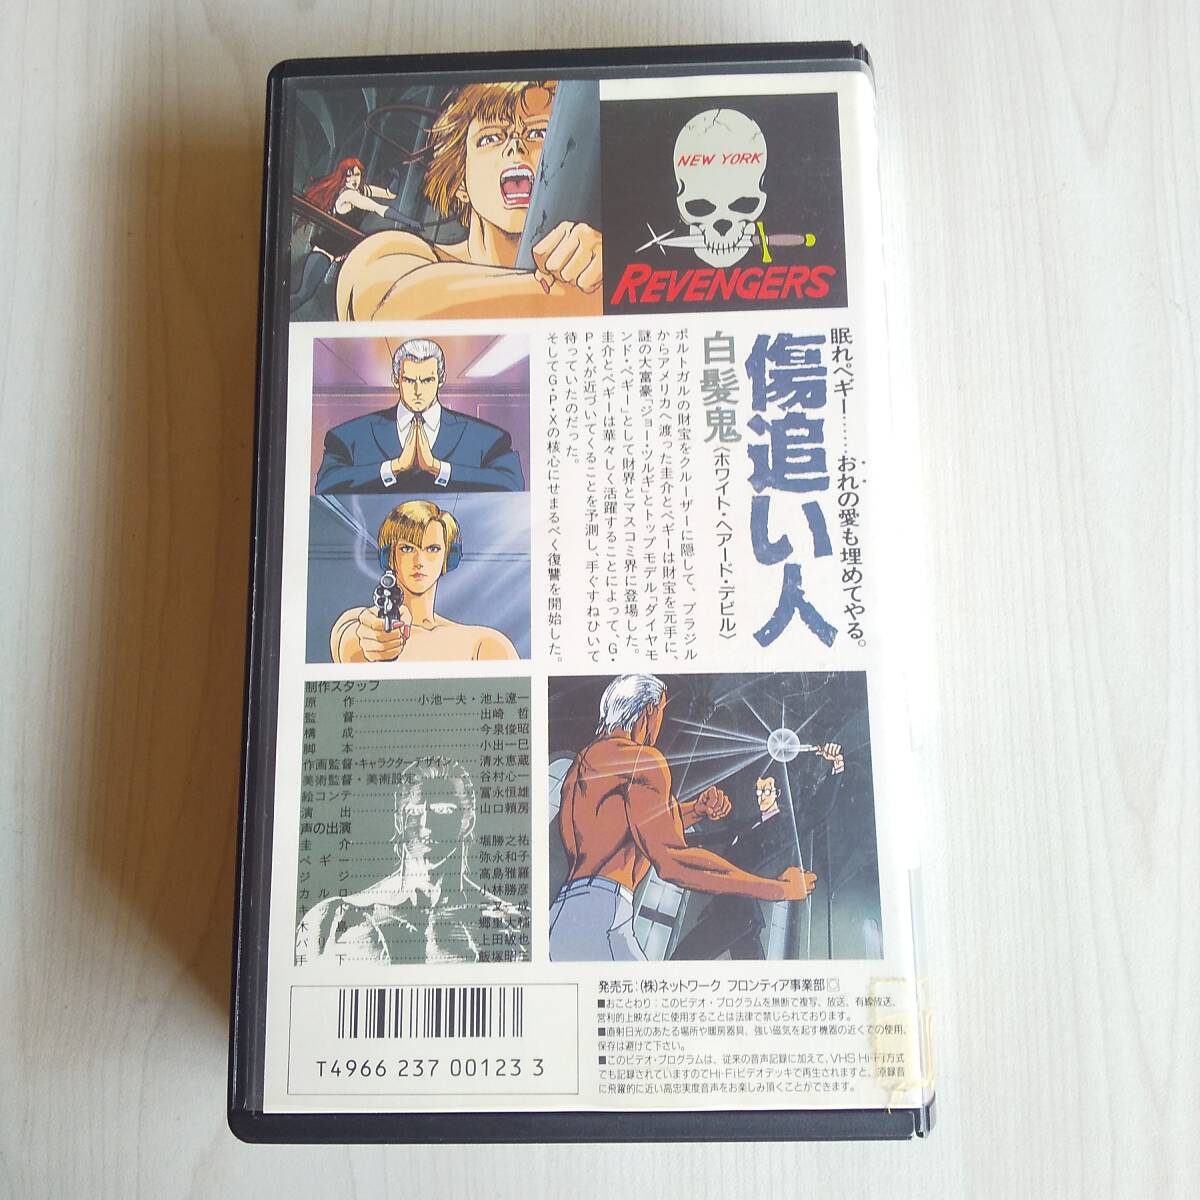 NEW YORK
REVENGERS
眠れペギー……おれの愛も埋めてやる。
傷追い人
白髪鬼〈ホワイト・ヘアード・デビル〉
ポルトガルの財宝をクルーザーに隠して、ブラジル
からアメリカへ渡った圭介とペギーは財宝を元手に、
謎の大富豪「ジョー・ツルギ」とトップモデル「ダイヤモ
ンド・ペギー」として財界とマスコミ界に登場した。
圭介とペギーは華々しく活躍することによって、G・
P・Xが近づいてくることを予測し、手ぐすねひいて
待っていたのだった。
そしてG・P・Xの核心にせまるべく復讐を開始した。
制作スタッフ
原作……小池一夫・池上遼一
監督……出崎 哲
構成……今泉俊昭
脚本……小出一巳
作画監督・キャラクターデザイン……清水恵蔵
美術監督・美術設定……谷村心一
絵コンテ……冨永恒雄
演出……山口頼房
声の出演
圭介……堀勝之祐
ペギー……弥永和子
ジジ……高島雅羅
カルロ……小林勝彦
郷里大輔
上田敏也
手下……飯塚昭三
発売元:(株)ネットワーク フロンティア事業部
■おことわり:このビデオ・プログラムを無断で複写、放送、有線放送、
営利的上映などに使用することは法律で禁じられております。
■直射日光のあたる場所や暖房器具、強い磁気を起す機器の近くでの使用、
保存は避けて下さい。
■このビデオ・プログラムは、従来の音声記録に加えて、VHS Hi-Fi方式
でも記録されていますのでHi-Fiビデオデッキで再生されますと、原録音
に飛躍的に近い高忠実度音声をお楽しみ頂くことができます。
T4966 237 00123 3